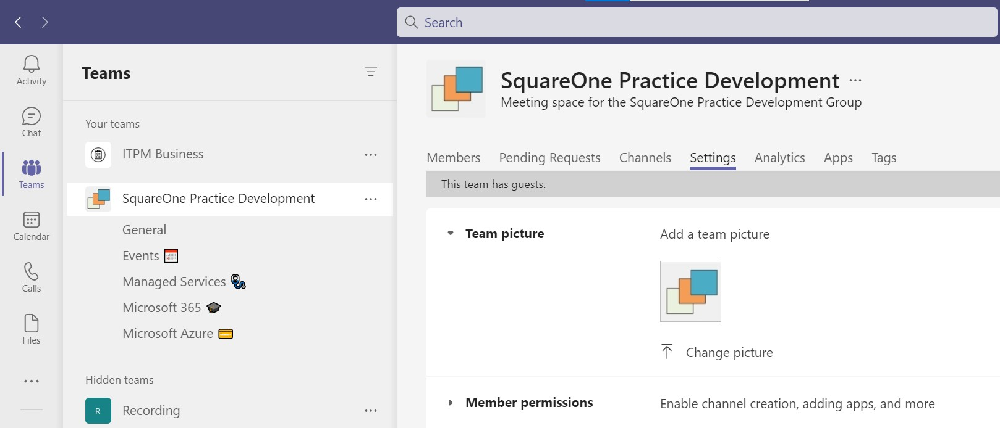 Search
Activity
Chat
Teams
Calendar
Calls
Files
Teams
Your teams
ITPM Business
SquareOne Practice Development
General
Events
Managed Services
Microsoft 365
Microsoft Azure
Hidden teams
R
Recording
SquareOne Practice Development
Meeting space for the SquareOne Practice Development Group
Members Pending Requests Channels Settings Analytics Apps Tags
This team has guests.
Team picture Add a team picture
Change picture
Member permissions Enable channel creation, adding apps, and more